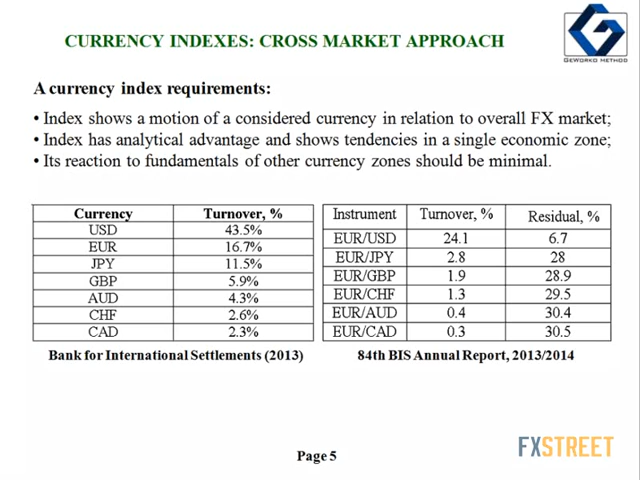 CURRENCY INDEXES: CROSS MARKET APPROACH
GEWORKO METHOD
A currency index requirements:
• Index shows a motion of a considered currency in relation to overall FX market;
• Index has analytical advantage and shows tendencies in a single economic zone;
• Its reaction to fundamentals of other currency zones should be minimal.
Currency Turnover, %
USD 43.5%
EUR 16.7%
JPY 11.5%
GBP 5.9%
AUD 4.3%
CHF 2.6%
CAD 2.3%
Bank for International Settlements (2013)
Instrument Turnover, % Residual, %
EUR/USD 24.1 6.7
EUR/JPY 2.8 28
EUR/GBP 1.9 28.9
EUR/CHF 1.3 29.5
EUR/AUD 0.4 30.4
EUR/CAD 0.3 30.5
84th BIS Annual Report, 2013/2014
Page 5
FXSTREET